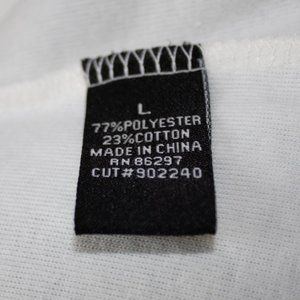 L
77%POLYESTER
23%COTTON
MADE IN CHINA
RN 86297
CUT#902240